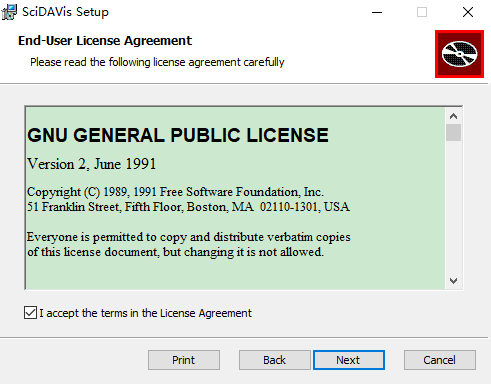 SciDAVis Setup
End-User License Agreement
Please read the following license agreement carefully
GNU GENERAL PUBLIC LICENSE
Version 2, June 1991
Copyright (C) 1989, 1991 Free Software Foundation, Inc.
51 Franklin Street, Fifth Floor, Boston, MA  02110-1301, USA
Everyone is permitted to copy and distribute verbatim copies
of this license document, but changing it is not allowed.
I accept the terms in the License Agreement
Print
Back
Next
Cancel